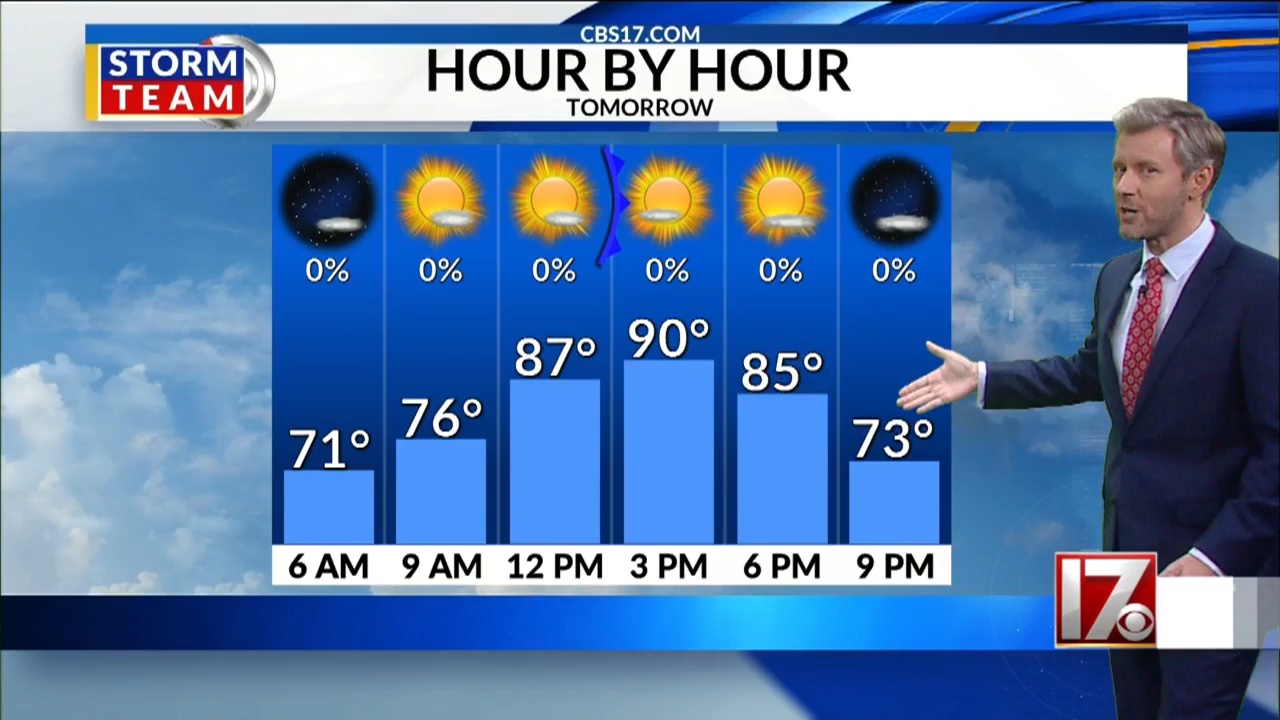 CBS17.COM
STORM
TEAM
HOUR BY HOUR
TOMORROW
0% 0% 0% 0% 0% 0%
71° 76° 87° 90° 85° 73°
6 AM 9 AM 12 PM 3 PM 6 PM 9 PM
17